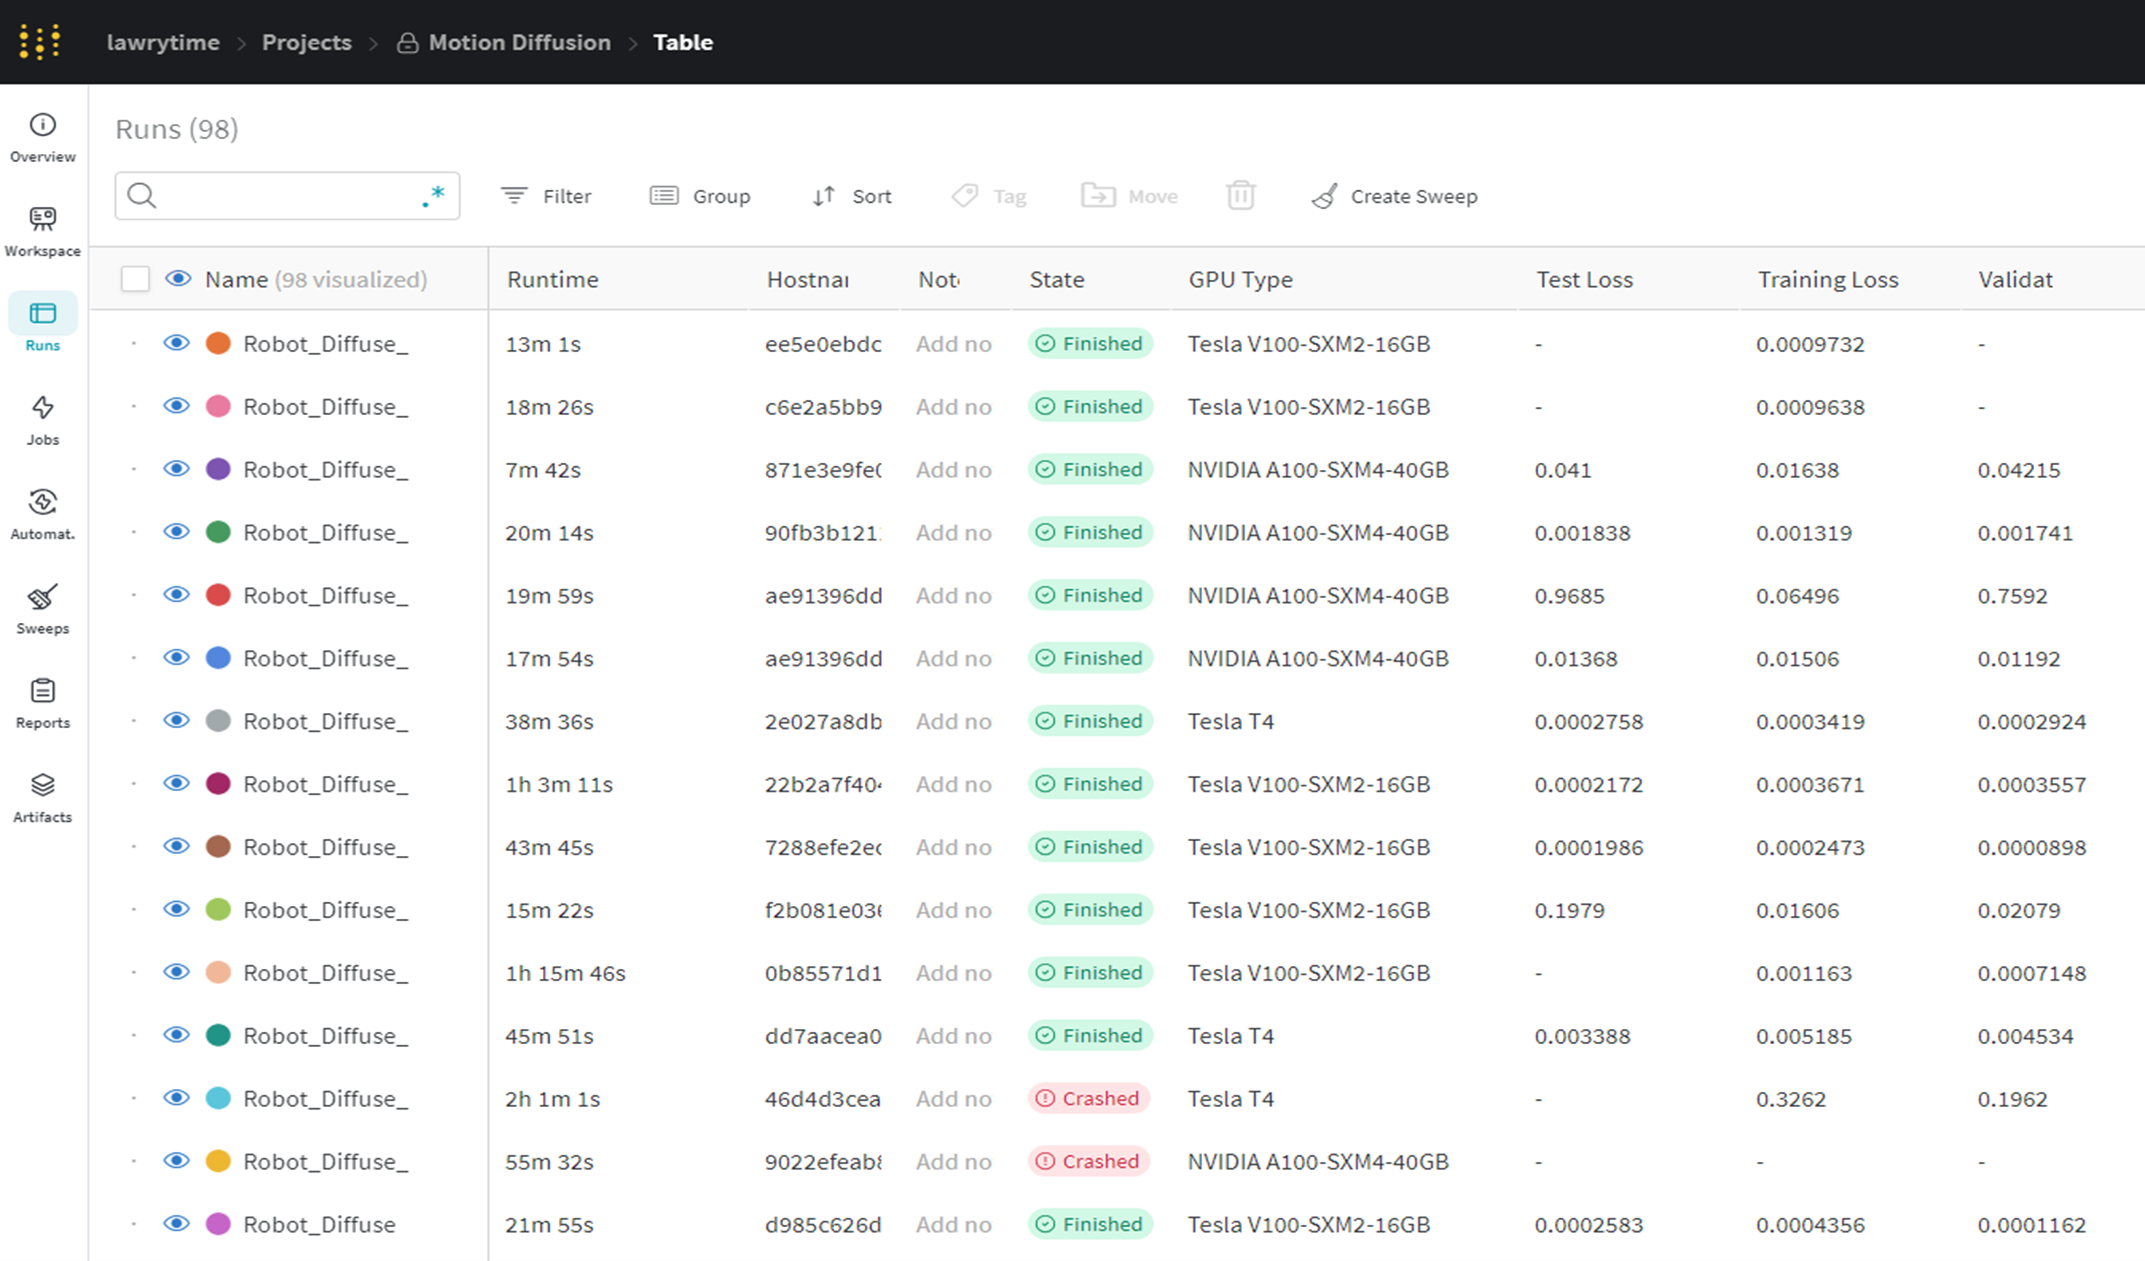 lawrytime > Projects > Motion Diffusion > Table
Overview
Workspace
Runs
Jobs
Automat.
Sweeps
Reports
Artifacts
Runs (98)
.* Filter Group Sort Tag Move Create Sweep
Name (98 visualized) Runtime Hostnar Note State GPU Type Test Loss Training Loss Validat
Robot_Diffuse_ 13m 1s ee5e0ebdc Add no Finished Tesla V100-SXM2-16GB - 0.0009732 -
Robot_Diffuse_ 18m 26s c6e2a5bb9 Add no Finished Tesla V100-SXM2-16GB - 0.0009638 -
Robot_Diffuse_ 7m 42s 871e3e9fe0 Add no Finished NVIDIA A100-SXM4-40GB 0.041 0.01638 0.04215
Robot_Diffuse_ 20m 14s 90fb3b121 Add no Finished NVIDIA A100-SXM4-40GB 0.001838 0.001319 0.001741
Robot_Diffuse_ 19m 59s ae91396dd Add no Finished NVIDIA A100-SXM4-40GB 0.9685 0.06496 0.7592
Robot_Diffuse_ 17m 54s ae91396dd Add no Finished NVIDIA A100-SXM4-40GB 0.01368 0.01506 0.01192
Robot_Diffuse_ 38m 36s 2e027a8db Add no Finished Tesla T4 0.0002758 0.0003419 0.0002924
Robot_Diffuse_ 1h 3m 11s 22b2a7f404 Add no Finished Tesla V100-SXM2-16GB 0.0002172 0.0003671 0.0003557
Robot_Diffuse_ 43m 45s 7288efe2ec Add no Finished Tesla V100-SXM2-16GB 0.0001986 0.0002473 0.0000898
Robot_Diffuse_ 15m 22s f2b081e036 Add no Finished Tesla V100-SXM2-16GB 0.1979 0.01606 0.02079
Robot_Diffuse_ 1h 15m 46s 0b85571d1 Add no Finished Tesla V100-SXM2-16GB - 0.001163 0.0007148
Robot_Diffuse_ 45m 51s dd7aacea0 Add no Finished Tesla T4 0.003388 0.005185 0.004534
Robot_Diffuse_ 2h 1m 1s 46d4d3cea Add no Crashed Tesla T4 - 0.3262 0.1962
Robot_Diffuse_ 55m 32s 9022efeab8 Add no Crashed NVIDIA A100-SXM4-40GB - - -
Robot_Diffuse 21m 55s d985c626d Add no Finished Tesla V100-SXM2-16GB 0.0002583 0.0004356 0.0001162